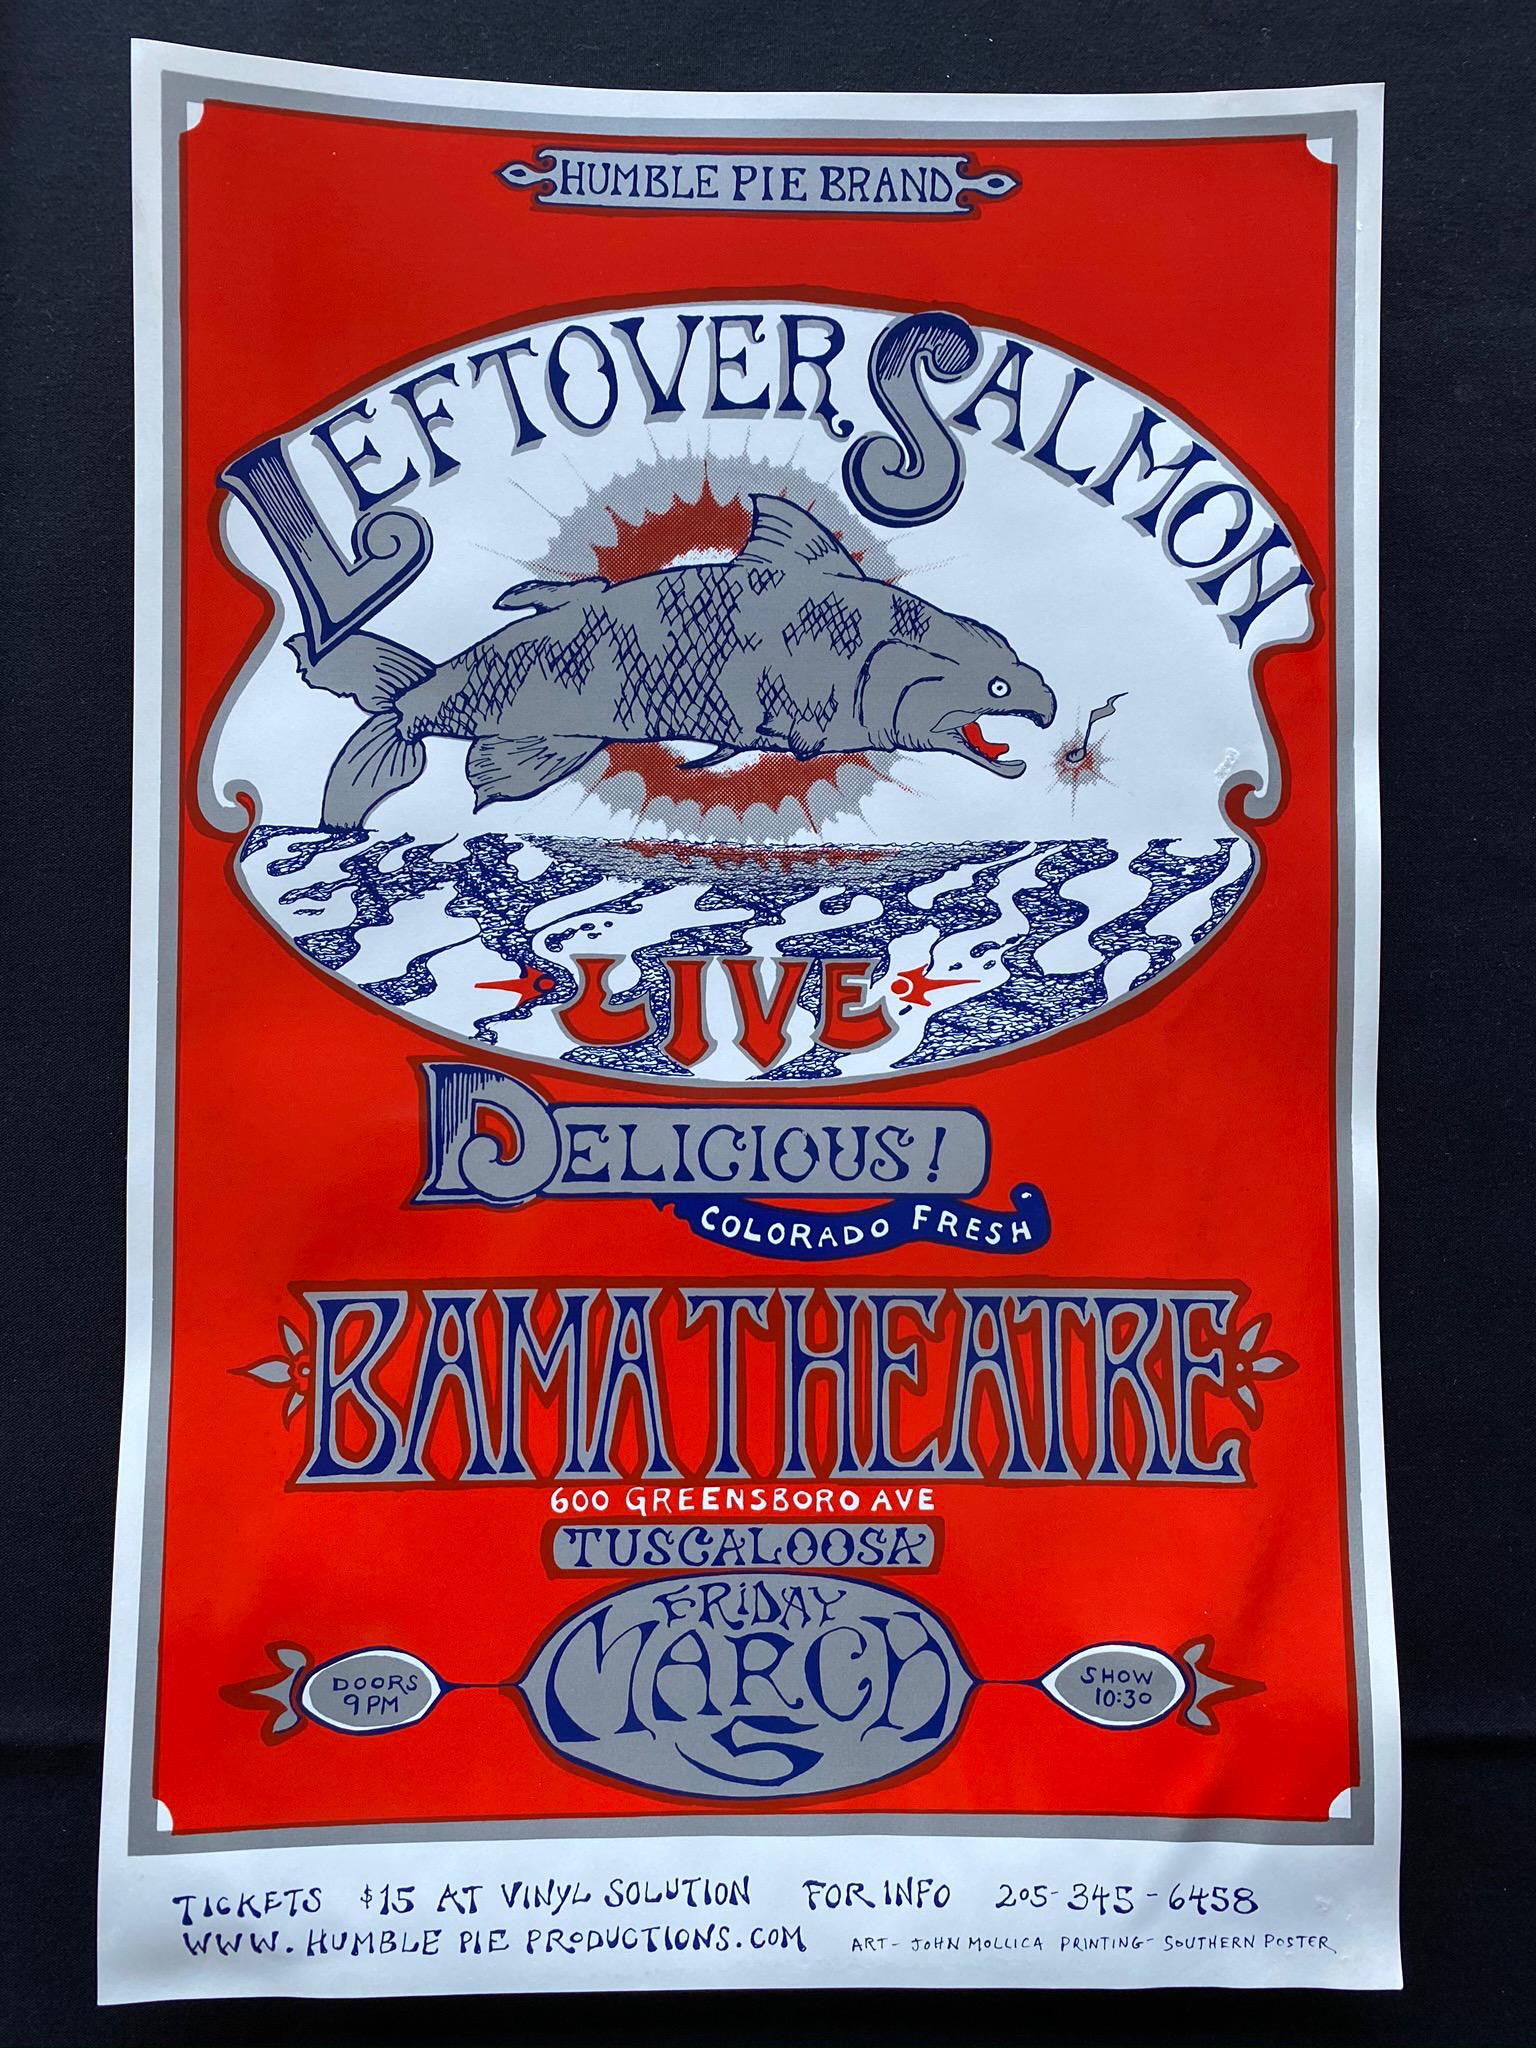 HUMBLE PIE BRAND
LEFTOVER SALMON
LIVE
DELICIOUS!
COLORADO FRESH
BAMA THEATRE
600 GREENSBORO AVE
TUSCALOOSA
FRIDAY
MARCH
5
DOORS
9 PM
SHOW
10:30
TICKETS $15 AT VINYL SOLUTION FOR INFO 205-345-6458
WWW.HUMBLE PIE PRODUCTIONS.COM ART- JOHN MOLLICA PRINTING- SOUTHERN POSTER